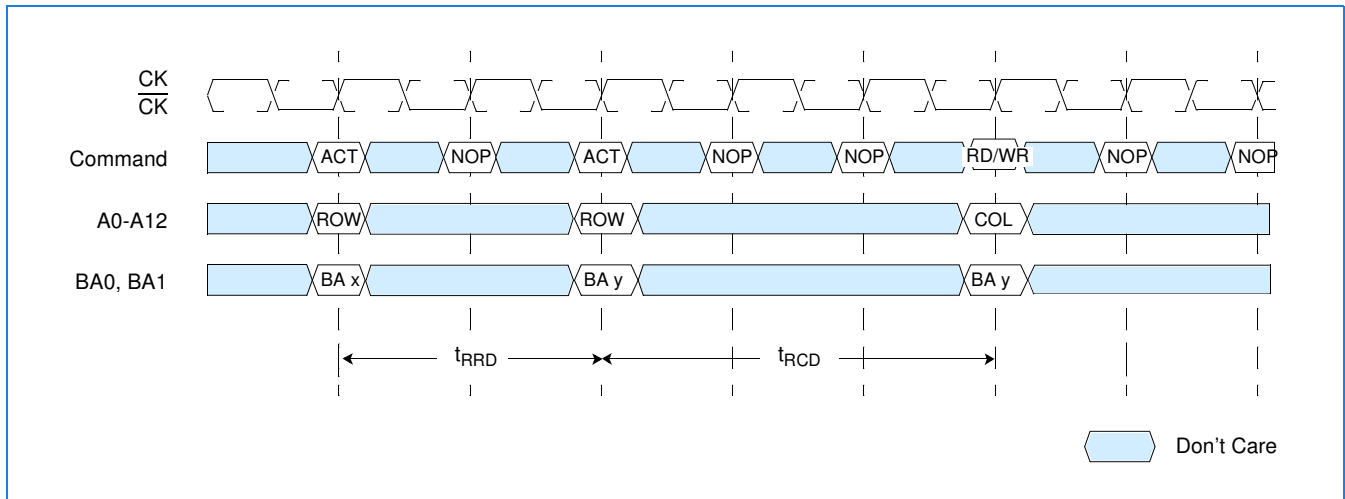 CK
CK
Command ACT NOP ACT NOP NOP RD/WR NOP NOP
A0-A12 ROW ROW COL
BA0, BA1 BA x BA y BA y
tRRD tRCD
Don't Care